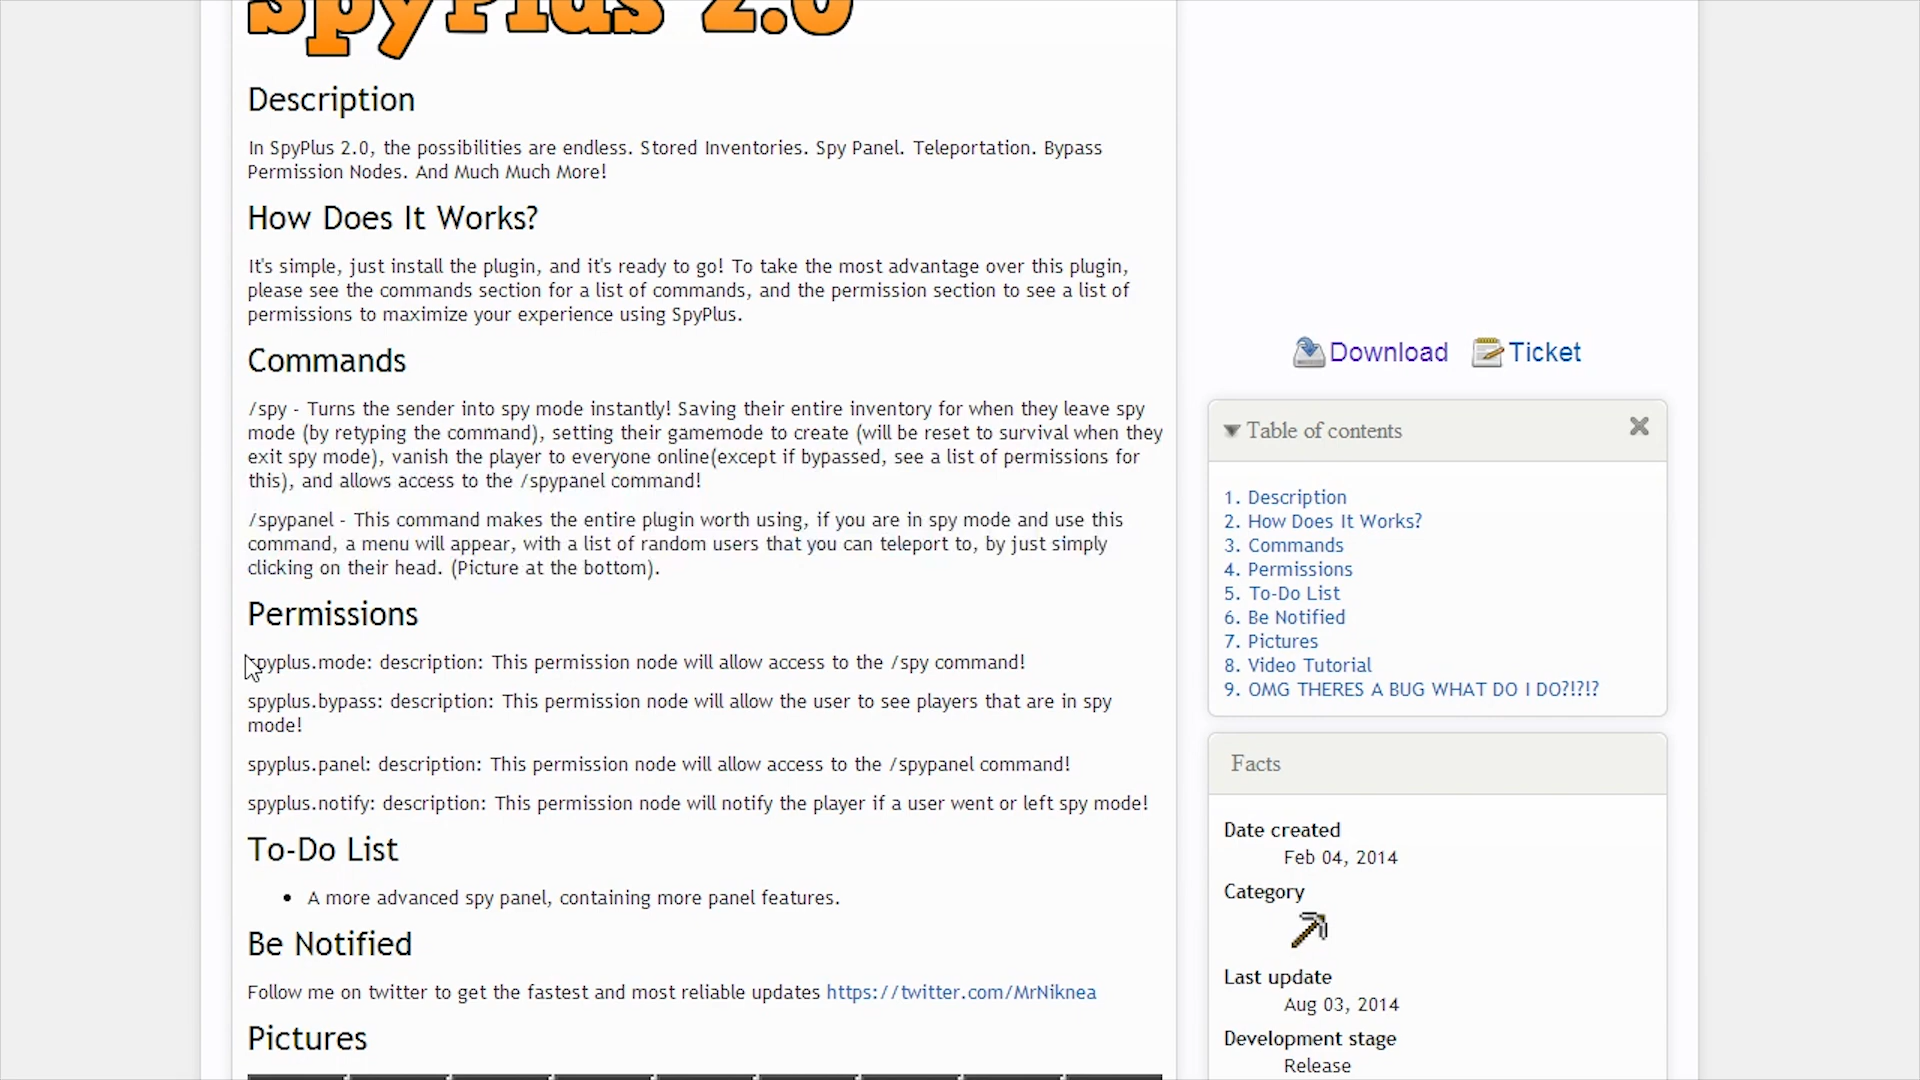 SpyPlus 2.0
Description
In SpyPlus 2.0, the possibilities are endless. Stored Inventories. Spy Panel. Teleportation. Bypass
Permission Nodes. And Much Much More!
How Does It Works?
It's simple, just install the plugin, and it's ready to go! To take the most advantage over this plugin,
please see the commands section for a list of commands, and the permission section to see a list of
permissions to maximize your experience using SpyPlus.
Commands
/spy - Turns the sender into spy mode instantly! Saving their entire inventory for when they leave spy
mode (by retyping the command), setting their gamemode to create (will be reset to survival when they
exit spy mode), vanish the player to everyone online(except if bypassed, see a list of permissions for
this), and allows access to the /spypanel command!
/spypanel - This command makes the entire plugin worth using, if you are in spy mode and use this
command, a menu will appear, with a list of random users that you can teleport to, by just simply
clicking on their head. (Picture at the bottom).
Permissions
spyplus.mode: description: This permission node will allow access to the /spy command!
spyplus.bypass: description: This permission node will allow the user to see players that are in spy
mode!
spyplus.panel: description: This permission node will allow access to the /spypanel command!
spyplus.notify: description: This permission node will notify the player if a user went or left spy mode!
To-Do List
• A more advanced spy panel, containing more panel features.
Be Notified
Follow me on twitter to get the fastest and most reliable updates https://twitter.com/MrNiknea
Pictures
Download Ticket
Table of contents
1. Description
2. How Does It Works?
3. Commands
4. Permissions
5. To-Do List
6. Be Notified
7. Pictures
8. Video Tutorial
9. OMG THERES A BUG WHAT DO I DO?!?!?
Facts
Date created
Feb 04, 2014
Category
Last update
Aug 03, 2014
Development stage
Release